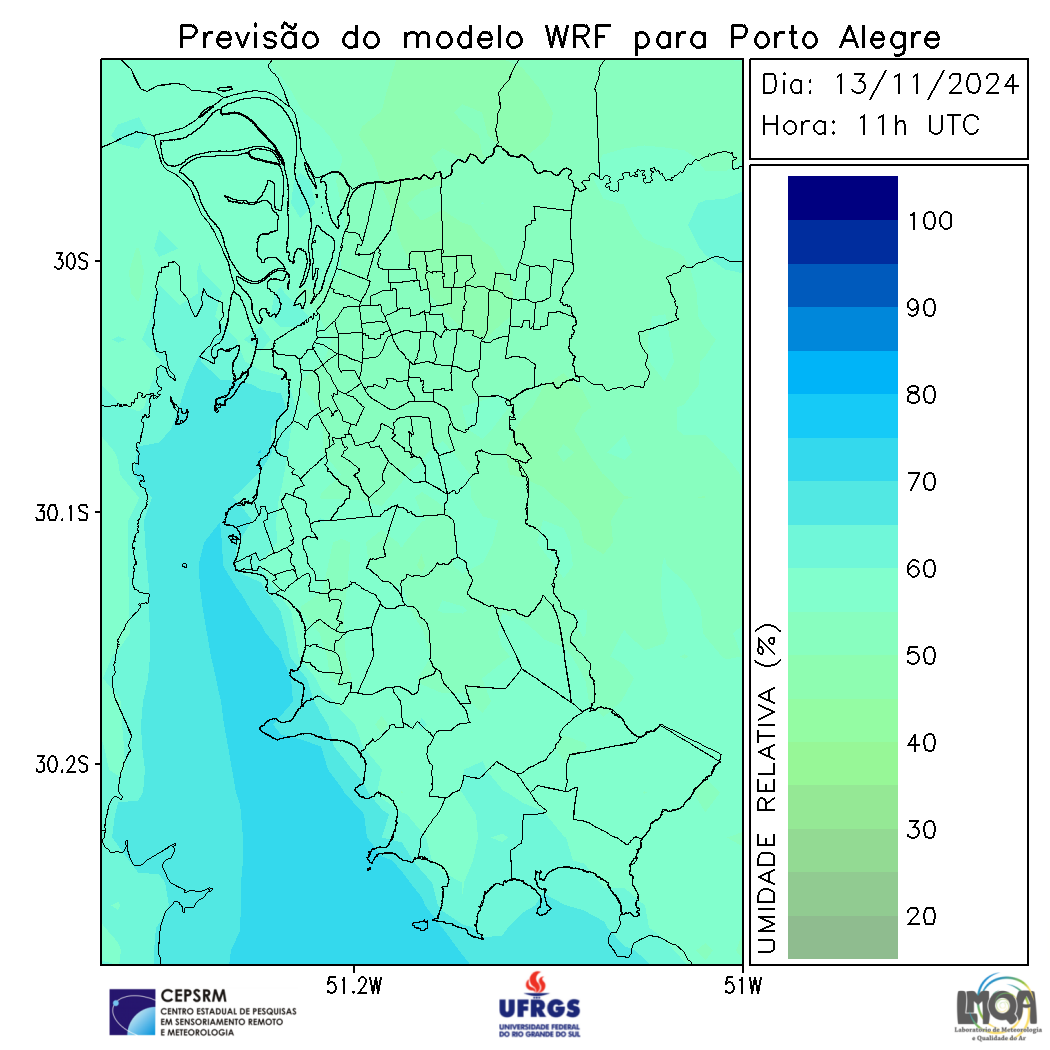 Previsão do modelo WRF para Porto Alegre
Dia: 13/11/2024
Hora: 11h UTC
100
90
80
70
60
50
40
30
20
UMIDADE RELATIVA (%)
30S
30.1S
30.2S
51.2W
51W
CEPSRM
CENTRO ESTADUAL DE PESQUISAS
EM SENSORIAMENTO REMOTO
E METEOROLOGIA
UFRGS
UNIVERSIDADE FEDERAL
DO RIO GRANDE DO SUL
LMQA
Laboratório de Meteorologia
e Qualidade do Ar